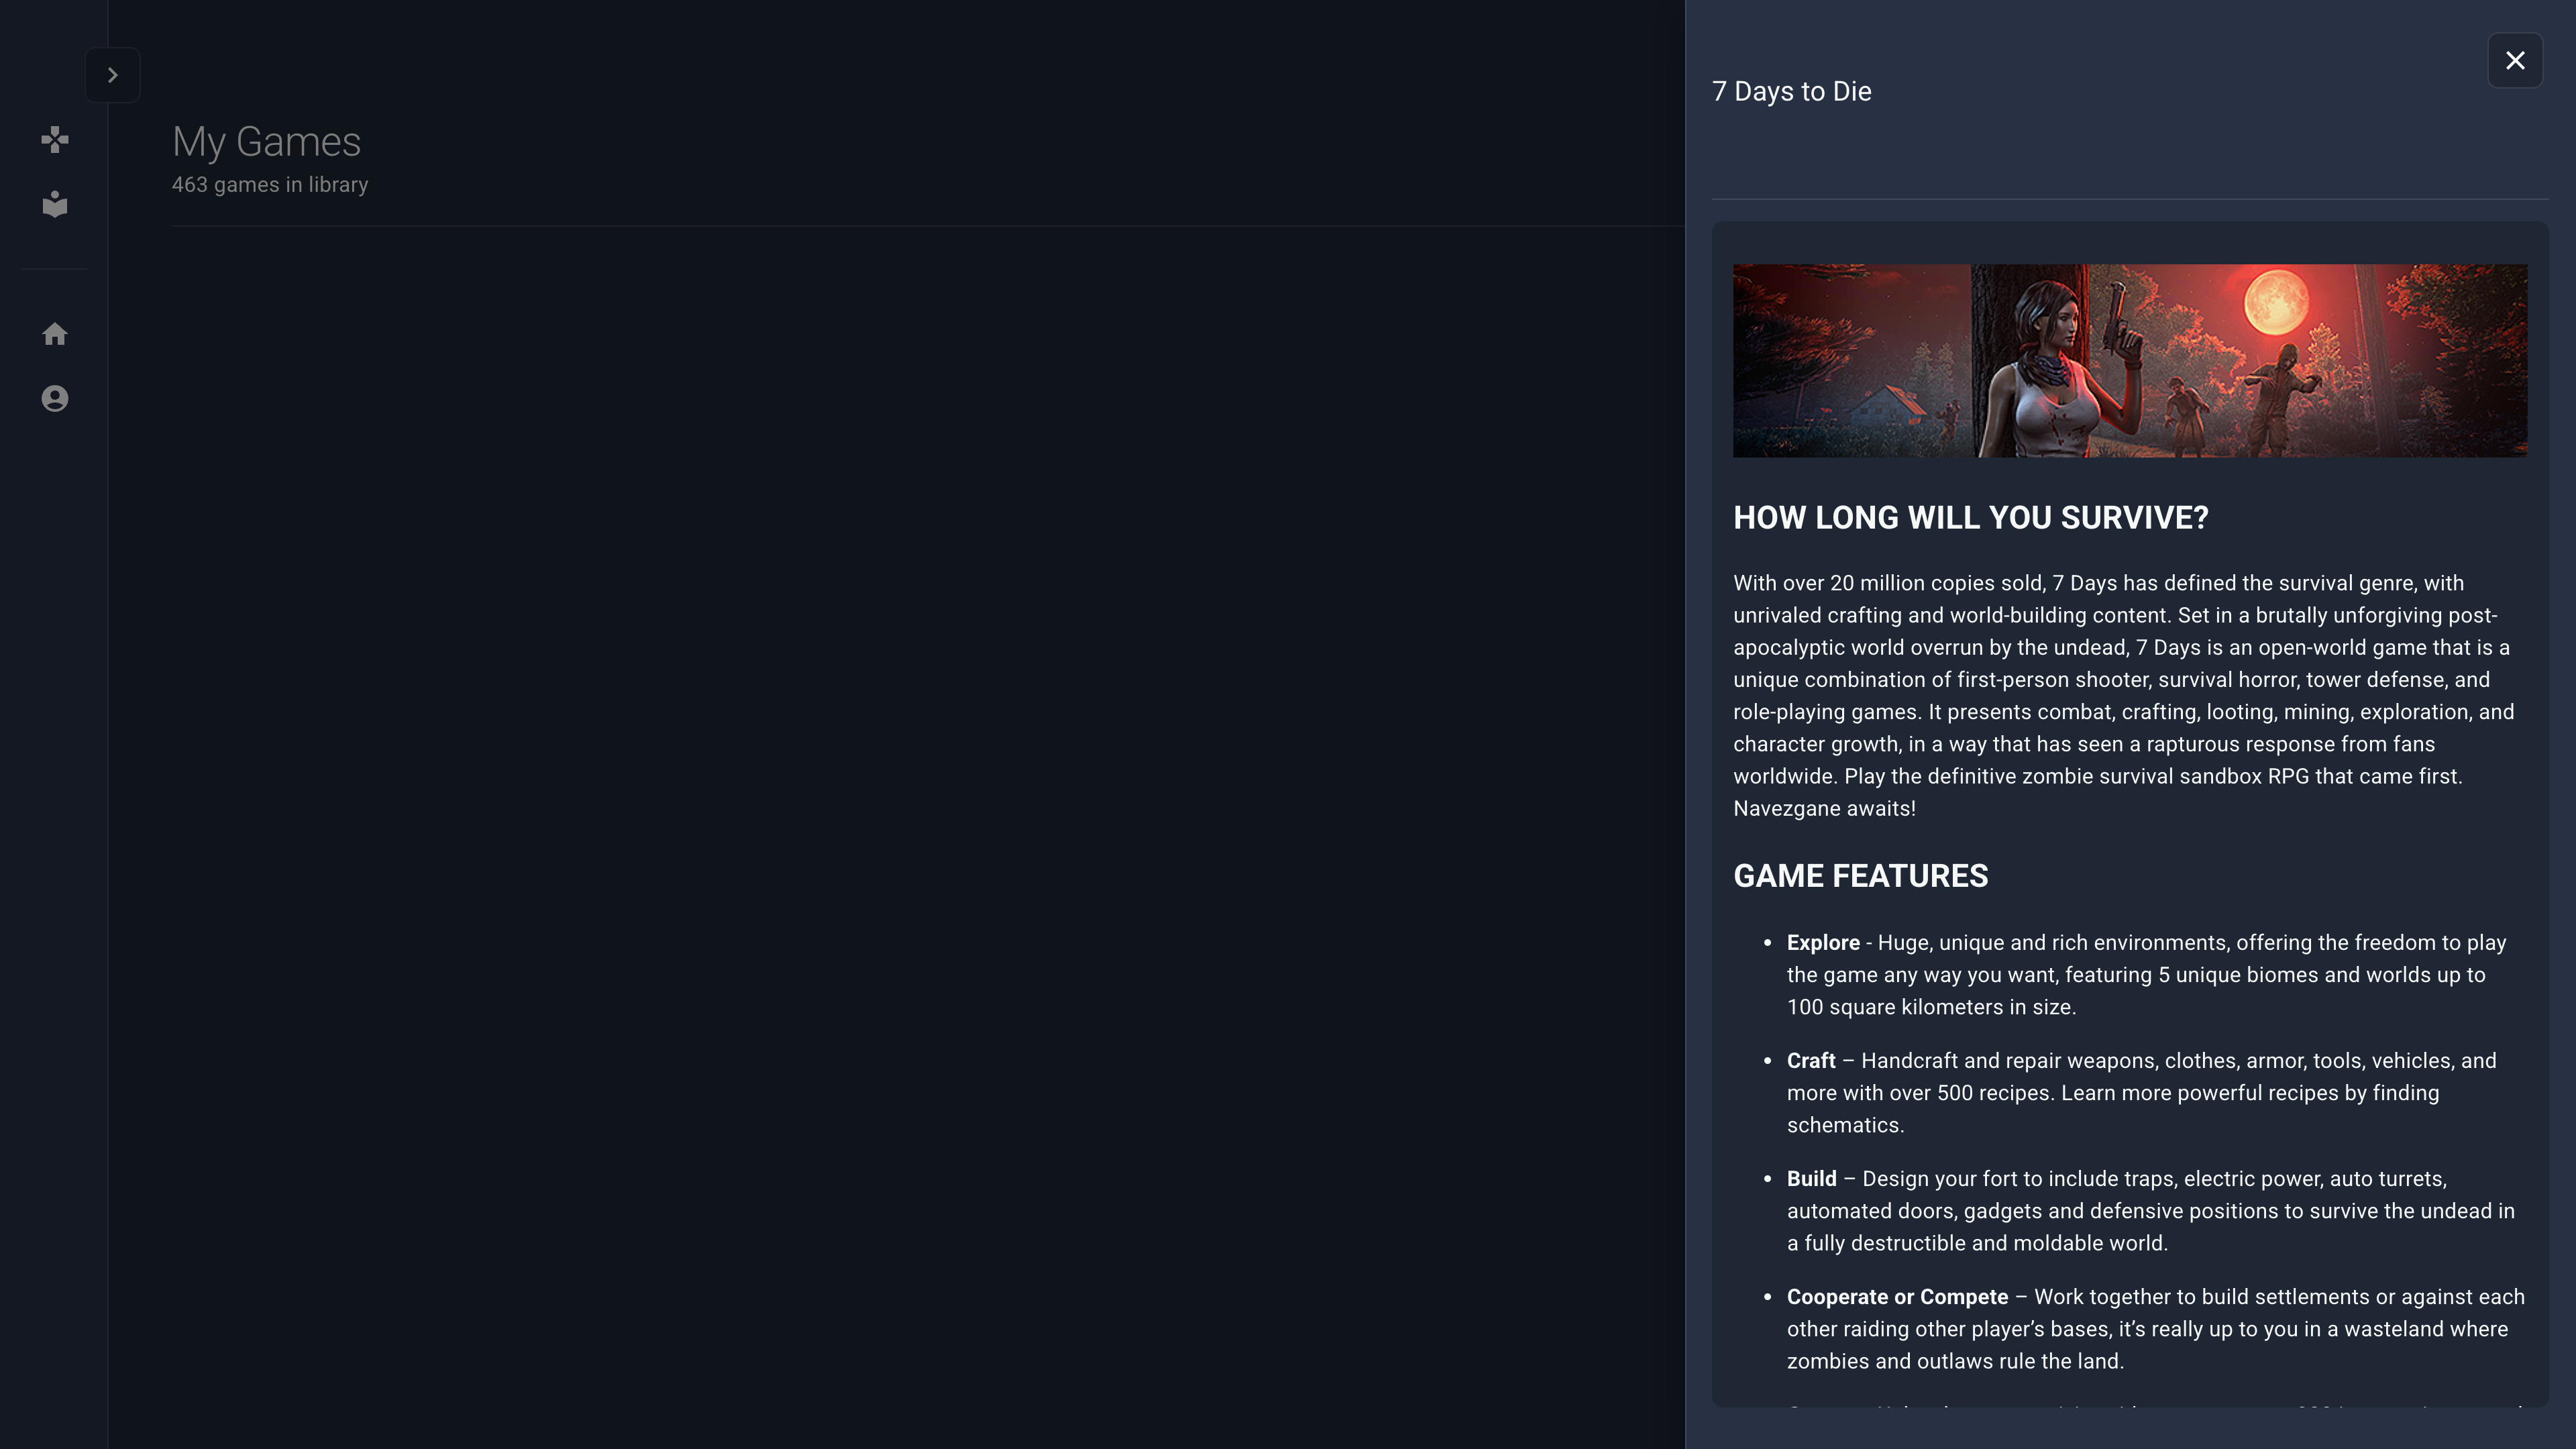 My Games
463 games in library
7 Days to Die
HOW LONG WILL YOU SURVIVE?
With over 20 million copies sold, 7 Days has defined the survival genre, with
unrivaled crafting and world-building content. Set in a brutally unforgiving post-
apocalyptic world overrun by the undead, 7 Days is an open-world game that is a
unique combination of first-person shooter, survival horror, tower defense, and
role-playing games. It presents combat, crafting, looting, mining, exploration, and
character growth, in a way that has seen a rapturous response from fans
worldwide. Play the definitive zombie survival sandbox RPG that came first.
Navezgane awaits!
GAME FEATURES
• Explore - Huge, unique and rich environments, offering the freedom to play
the game any way you want, featuring 5 unique biomes and worlds up to
100 square kilometers in size.
• Craft – Handcraft and repair weapons, clothes, armor, tools, vehicles, and
more with over 500 recipes. Learn more powerful recipes by finding
schematics.
• Build – Design your fort to include traps, electric power, auto turrets,
automated doors, gadgets and defensive positions to survive the undead in
a fully destructible and moldable world.
• Cooperate or Compete – Work together to build settlements or against each
other raiding other player’s bases, it’s really up to you in a wasteland where
zombies and outlaws rule the land.